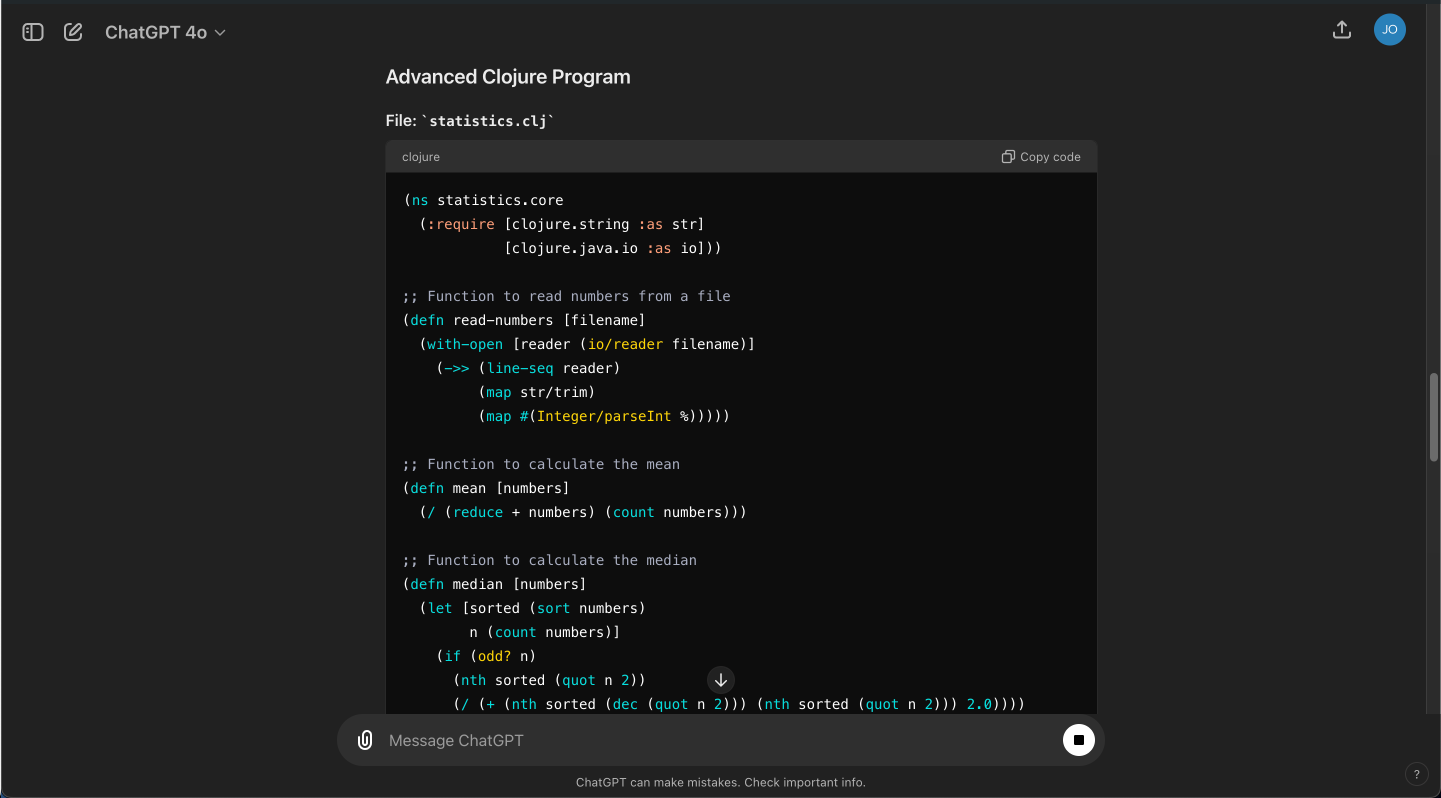 ChatGPT 4o
JO
Advanced Clojure Program
File: `statistics.clj`
clojure
Copy code
(ns statistics.core
  (:require [clojure.string :as str]
            [clojure.java.io :as io]))
;; Function to read numbers from a file
(defn read-numbers [filename]
  (with-open [reader (io/reader filename)]
    (->> (line-seq reader)
         (map str/trim)
         (map #(Integer/parseInt %)))))
;; Function to calculate the mean
(defn mean [numbers]
  (/ (reduce + numbers) (count numbers)))
;; Function to calculate the median
(defn median [numbers]
  (let [sorted (sort numbers)
        n (count numbers)]
    (if (odd? n)
      (nth sorted (quot n 2))
      (/ (+ (nth sorted (dec (quot n 2))) (nth sorted (quot n 2))) 2.0))))
Message ChatGPT
ChatGPT can make mistakes. Check important info.
?